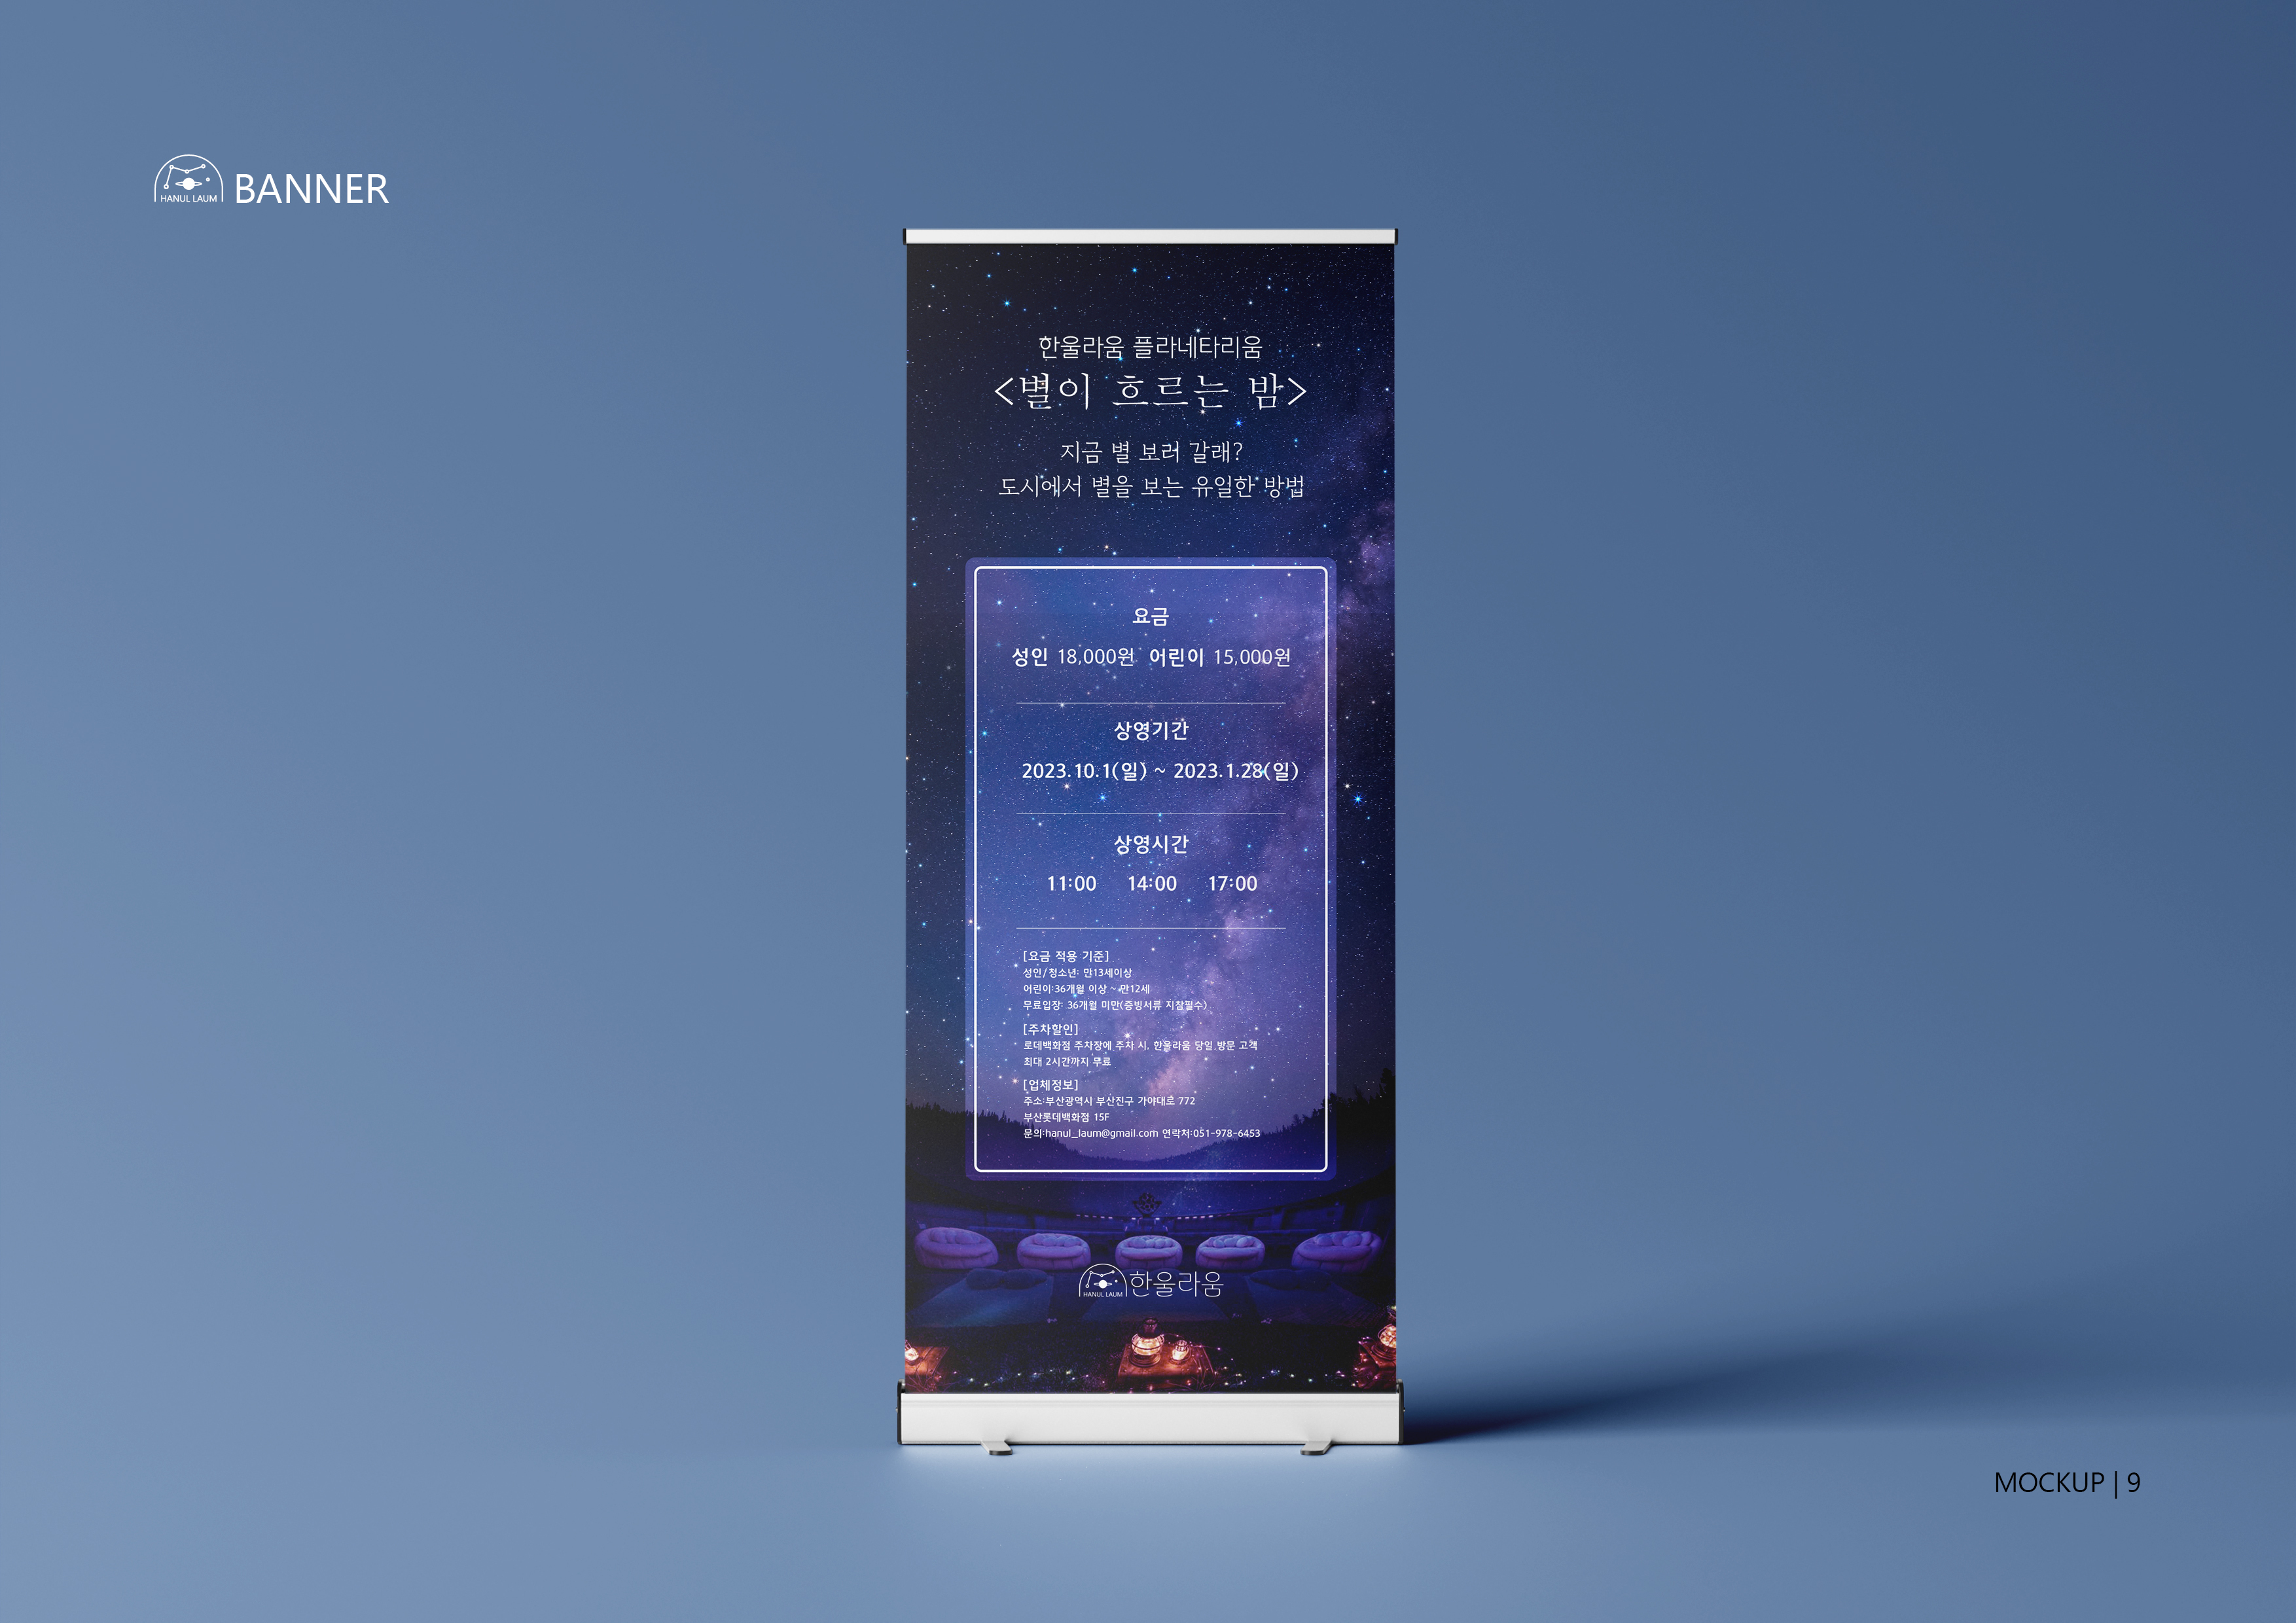 HANUL LAUM BANNER
한울라움 플라네타리움
<별이 흐르는 밤>
지금 별 보러 갈래?
도시에서 별을 보는 유일한 방법
요금
성인 18,000원 어린이 15,000원
상영기간
2023.10.1(일) ~ 2023.1.28(일)
상영시간
11:00 14:00 17:00
[요금 적용 기준]
성인/청소년: 만13세이상
어린이:36개월 이상 ~ 만12세
무료입장: 36개월 미만(증빙서류 지참필수)
[주차할인]
로데백화점 주차장에 주차 시, 한울라움 당일 방문 고객
최대 2시간까지 무료
[업체정보]
주소:부산광역시 부산진구 가야대로 772
부산롯데백화점 15F
문의:hanul_laum@gmail.com 연락처:051-978-6453
HANUL LAUM 한울라움
MOCKUP | 9